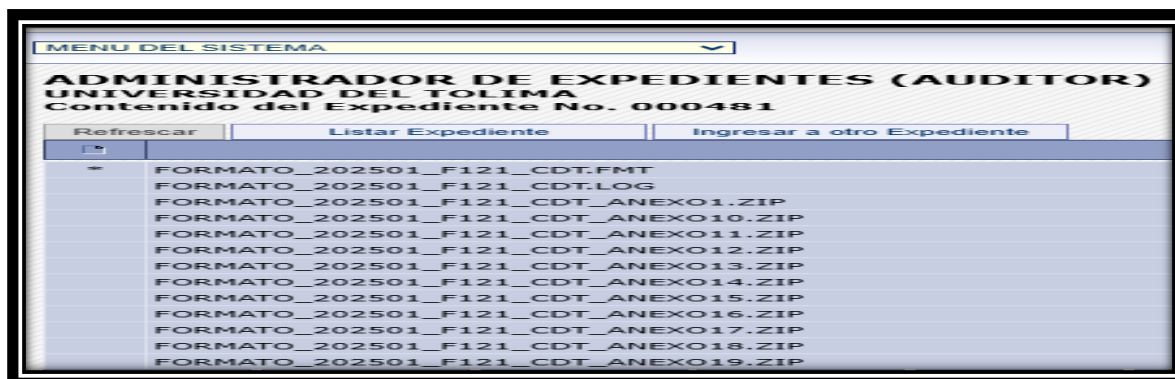 MENU DEL SISTEMA
ADMINISTRADOR DE EXPEDIENTES (AUDITOR)
UNIVERSIDAD DEL TOLIMA
Contenido del Expediente No. 000481
Refrescar Listar Expediente Ingresar a otro Expediente
* FORMATO_202501_F121_CDT.FMT
FORMATO_202501_F121_CDT.LOG
FORMATO_202501_F121_CDT_ANEXO1.ZIP
FORMATO_202501_F121_CDT_ANEXO10.ZIP
FORMATO_202501_F121_CDT_ANEXO11.ZIP
FORMATO_202501_F121_CDT_ANEXO12.ZIP
FORMATO_202501_F121_CDT_ANEXO13.ZIP
FORMATO_202501_F121_CDT_ANEXO14.ZIP
FORMATO_202501_F121_CDT_ANEXO15.ZIP
FORMATO_202501_F121_CDT_ANEXO16.ZIP
FORMATO_202501_F121_CDT_ANEXO17.ZIP
FORMATO_202501_F121_CDT_ANEXO18.ZIP
FORMATO_202501_F121_CDT_ANEXO19.ZIP